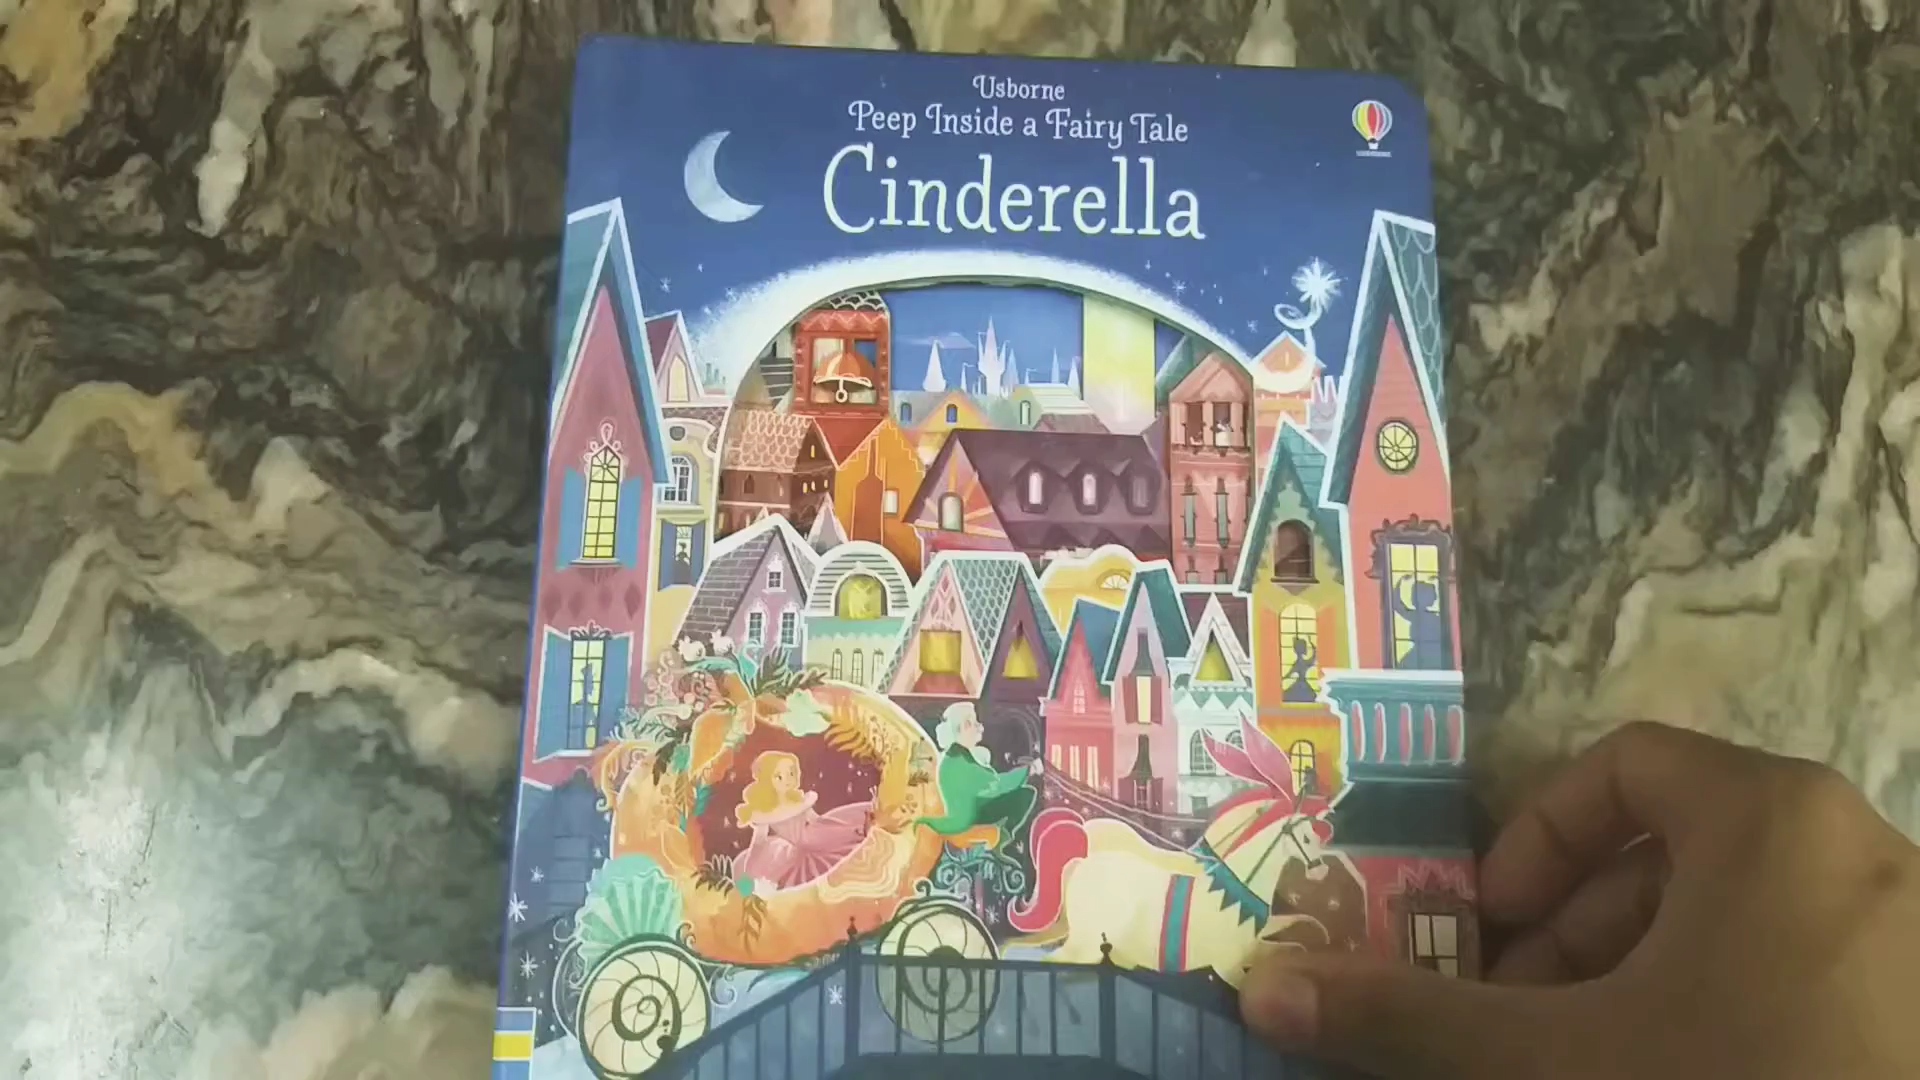 Usborne
Peep Inside a Fairy Tale
Cinderella